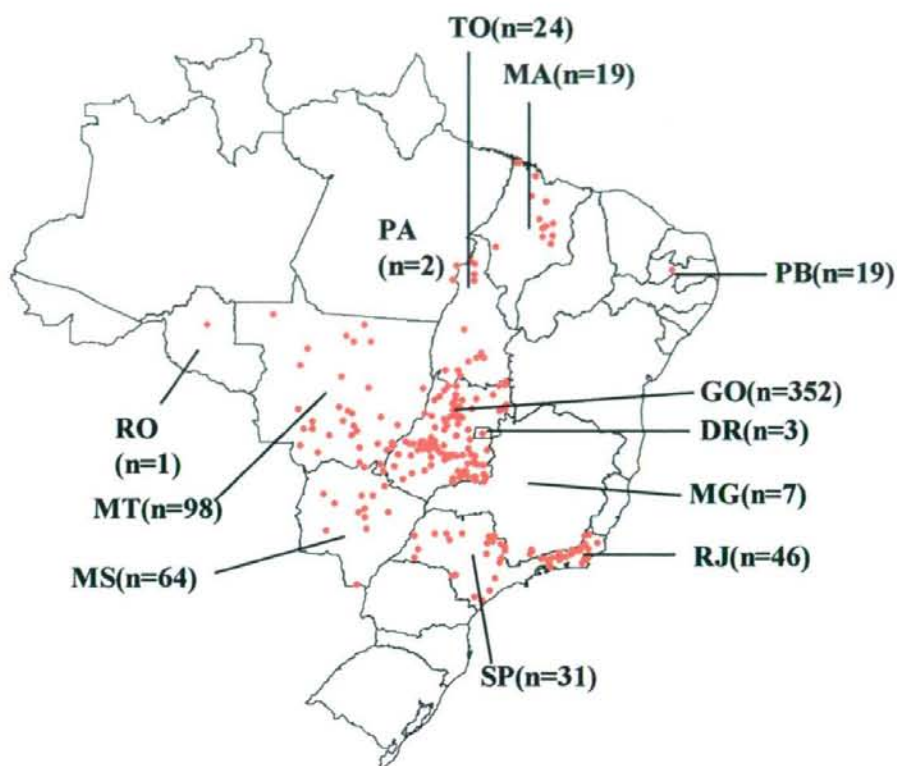 TO(n=24)
MA(n=19)
PA
(n=2)
PB(n=19)
GO(n=352)
RO
(n=1)
DR(n=3)
MT(n=98)
MG(n=7)
RJ(n=46)
MS(n=64)
SP(n=31)